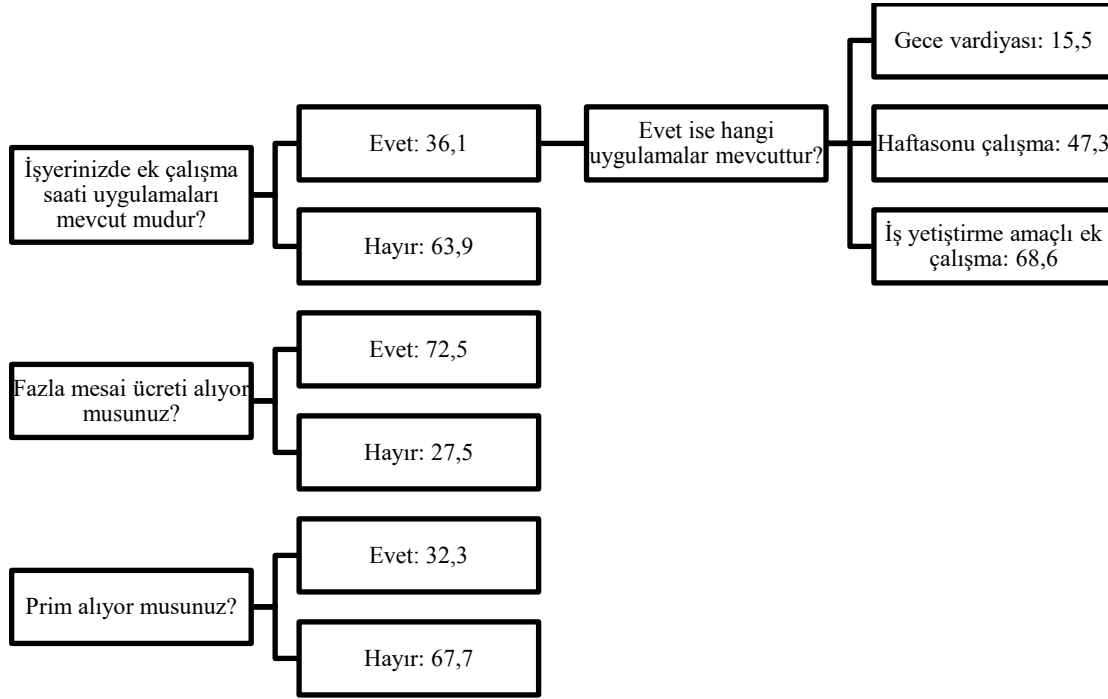 İşyerinizde ek çalışma
saati uygulamaları
mevcut mudur?
Evet: 36,1
Evet ise hangi
uygulamalar mevcuttur?
Gece vardiyası: 15,5
Haftasonu çalışma: 47,3
İş yetiştirme amaçlı ek
çalışma: 68,6
Hayır: 63,9
Fazla mesai ücreti alıyor
musunuz?
Evet: 72,5
Hayır: 27,5
Prim alıyor musunuz?
Evet: 32,3
Hayır: 67,7